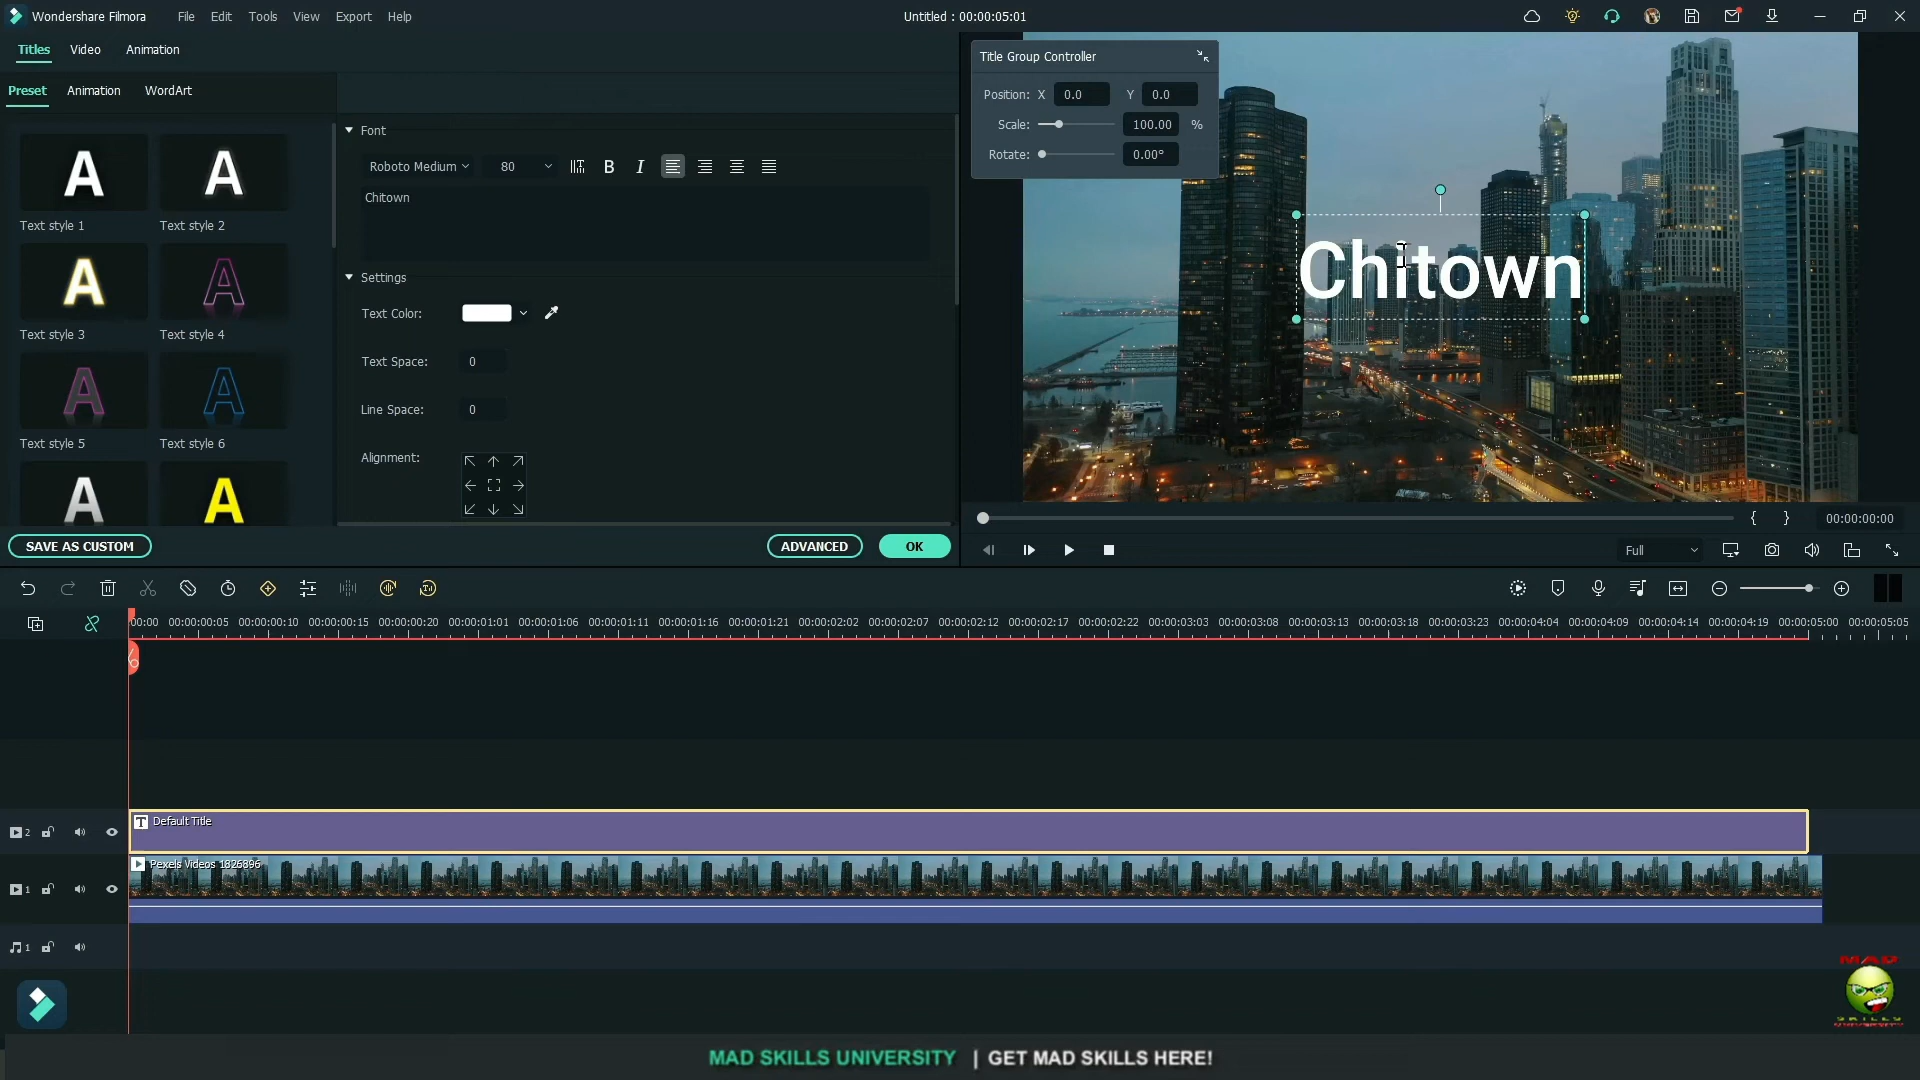 Wondershare Filmora File Edit Tools View Export Help Untitled : 00:00:05:01
Titles Video Animation
Preset Animation WordArt
Text style 1 Text style 2
Text style 3 Text style 4
Text style 5 Text style 6
SAVE AS CUSTOM
Font
Roboto Medium 80 B I
Chitown
Settings
Text Color:
Text Space: 0
Line Space: 0
Alignment:
ADVANCED OK
Title Group Controller
Position: X 0.0 Y 0.0
Scale: 100.00 %
Rotate: 0.00°
Chitown
{ } 00:00:00:00
Full
00:00 00:00:00:05 00:00:00:10 00:00:00:15 00:00:00:20 00:00:01:01 00:00:01:06 00:00:01:11 00:00:01:16 00:00:01:21 00:00:02:02 00:00:02:07 00:00:02:12 00:00:02:17 00:00:02:22 00:00:03:03 00:00:03:08 00:00:03:13 00:00:03:18 00:00:03:23 00:00:04:04 00:00:04:09 00:00:04:14 00:00:04:19 00:00:05:00 00:00:05:05
2 T Default Title
Pexels Videos 1826896
1
1
MAD
SKILLS
MAD SKILLS UNIVERSITY | GET MAD SKILLS HERE!